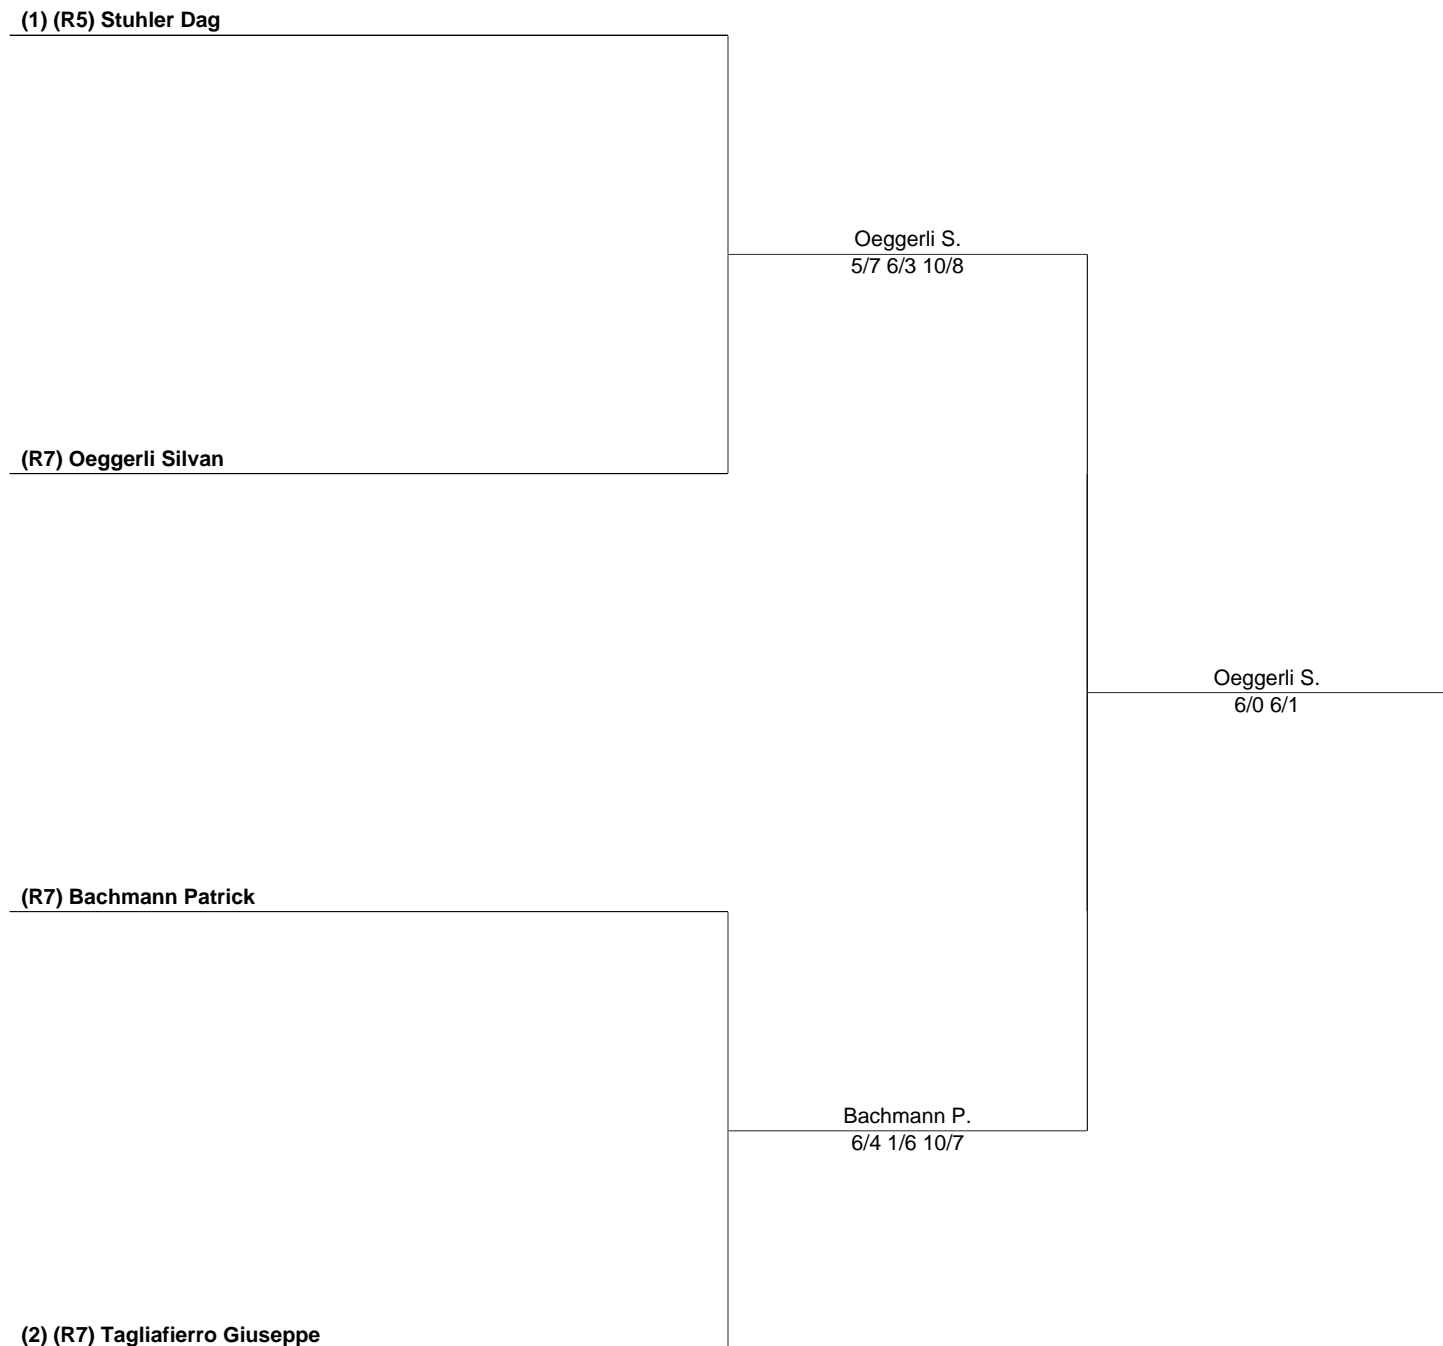 (1) (R5) Stuhler Dag
Oeggerli S.
5/7 6/3 10/8
(R7) Oeggerli Silvan
Oeggerli S.
6/0 6/1
(R7) Bachmann Patrick
Bachmann P.
6/4 1/6 10/7
(2) (R7) Tagliafierro Giuseppe